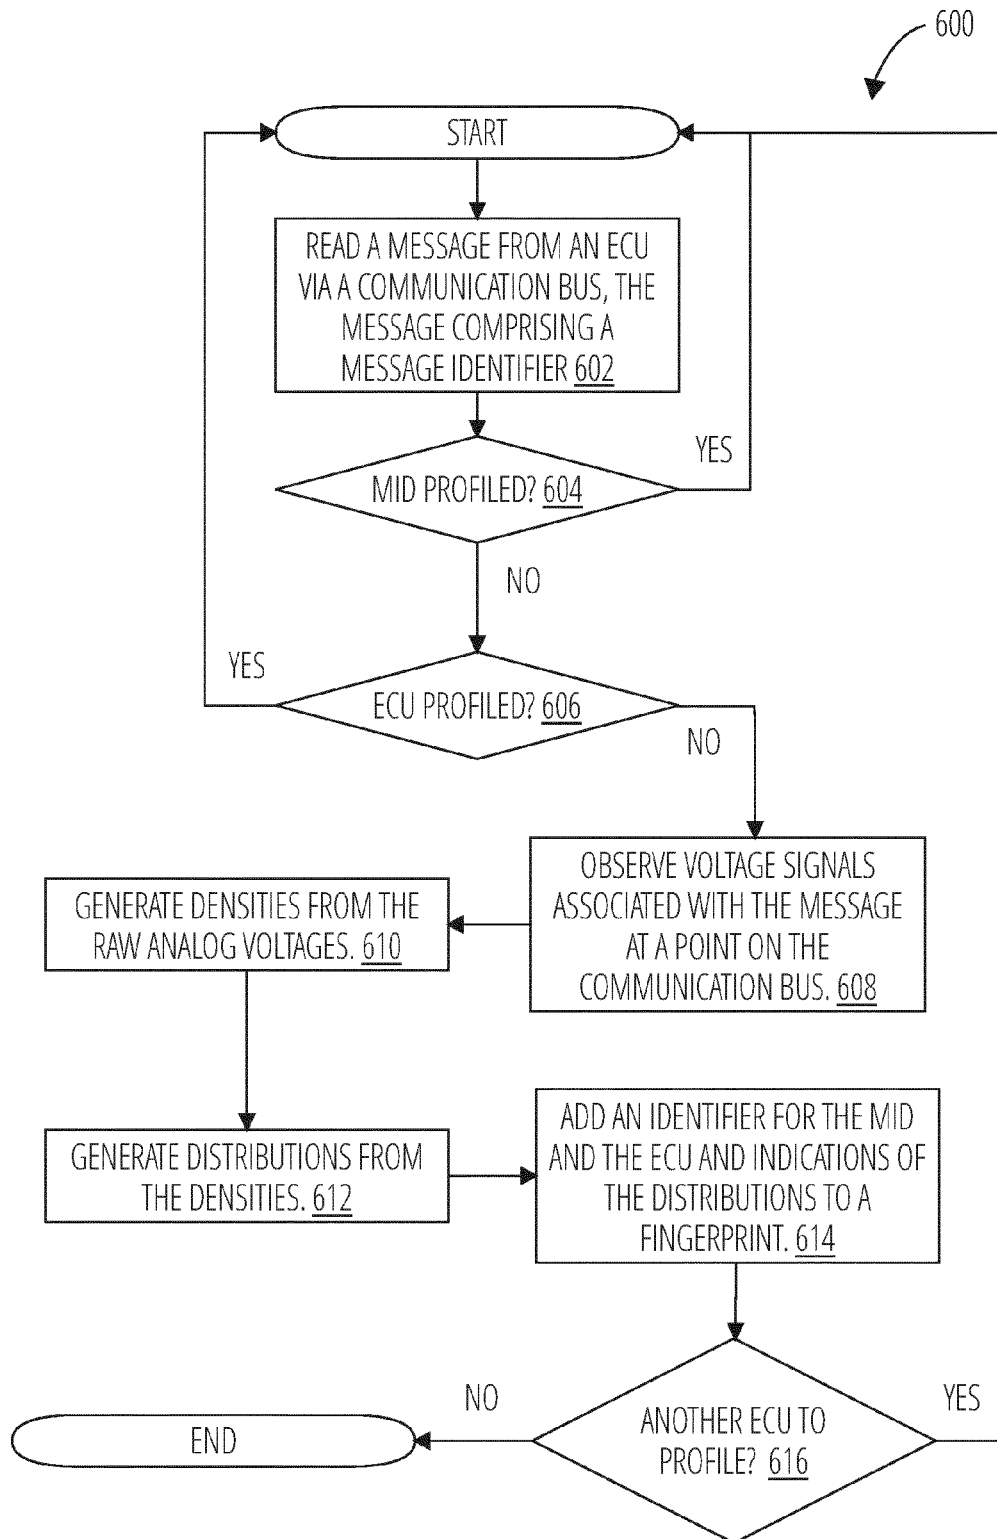 600
START
READ A MESSAGE FROM AN ECU
VIA A COMMUNICATION BUS, THE
MESSAGE COMPRISING A
MESSAGE IDENTIFIER 602
YES
MID PROFILED? 604
NO
YES
ECU PROFILED? 606
NO
OBSERVE VOLTAGE SIGNALS
ASSOCIATED WITH THE MESSAGE
AT A POINT ON THE
COMMUNICATION BUS. 608
GENERATE DENSITIES FROM THE
RAW ANALOG VOLTAGES. 610
GENERATE DISTRIBUTIONS FROM
THE DENSITIES. 612
ADD AN IDENTIFIER FOR THE MID
AND THE ECU AND INDICATIONS OF
THE DISTRIBUTIONS TO A
FINGERPRINT. 614
NO
YES
ANOTHER ECU TO
PROFILE? 616
END